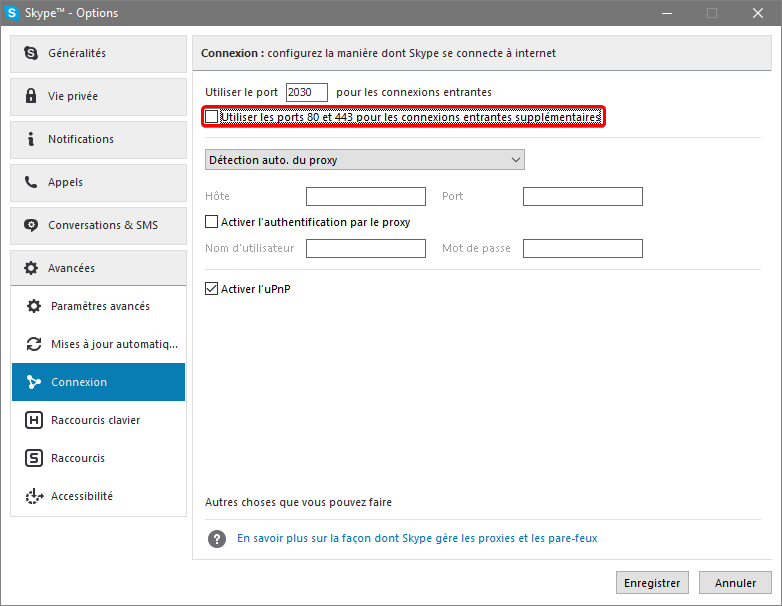 Skype™ - Options
Généralités
Vie privée
Notifications
Appels
Conversations & SMS
Avancées
Paramètres avancés
Mises à jour automatiq...
Connexion
Raccourcis clavier
Raccourcis
Accessibilité
Connexion : configurez la manière dont Skype se connecte à internet
Utiliser le port 2030 pour les connexions entrantes
Utiliser les ports 80 et 443 pour les connexions entrantes supplémentaires
Détection auto. du proxy
Hôte Port
Activer l'authentification par le proxy
Nom d'utilisateur Mot de passe
Activer l'uPnP
Autres choses que vous pouvez faire
En savoir plus sur la façon dont Skype gère les proxies et les pare-feux
Enregistrer Annuler